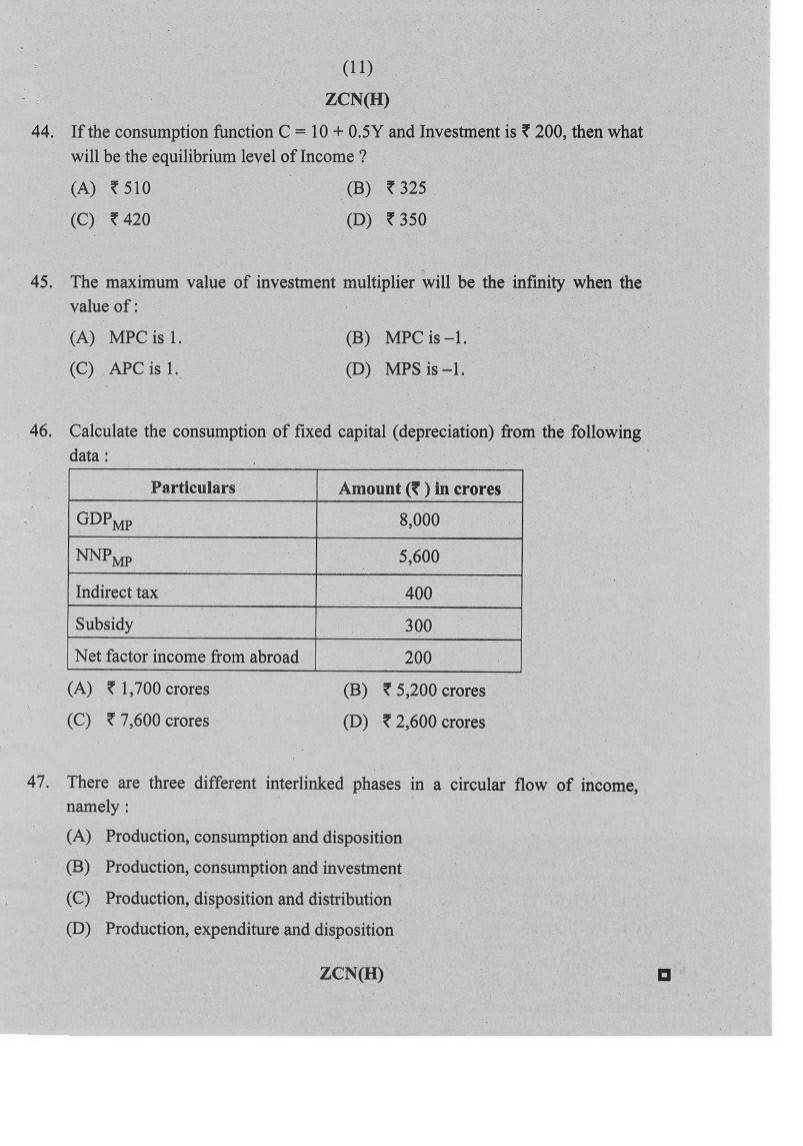 (11)
ZCN(H)
44. If the consumption function C = 10 + 0.5Y and Investment is ₹ 200, then what
will be the equilibrium level of Income ?
(A) ₹ 510 (B) ₹ 325
(C) ₹ 420 (D) ₹ 350
45. The maximum value of investment multiplier will be the infinity when the
value of :
(A) MPC is 1. (B) MPC is –1.
(C) APC is 1. (D) MPS is –1.
46. Calculate the consumption of fixed capital (depreciation) from the following
data :
Particulars Amount (₹ ) in crores
GDP_MP 8,000
NNP_MP 5,600
Indirect tax 400
Subsidy 300
Net factor income from abroad 200
(A) ₹ 1,700 crores (B) ₹ 5,200 crores
(C) ₹ 7,600 crores (D) ₹ 2,600 crores
47. There are three different interlinked phases in a circular flow of income,
namely :
(A) Production, consumption and disposition
(B) Production, consumption and investment
(C) Production, disposition and distribution
(D) Production, expenditure and disposition
ZCN(H)